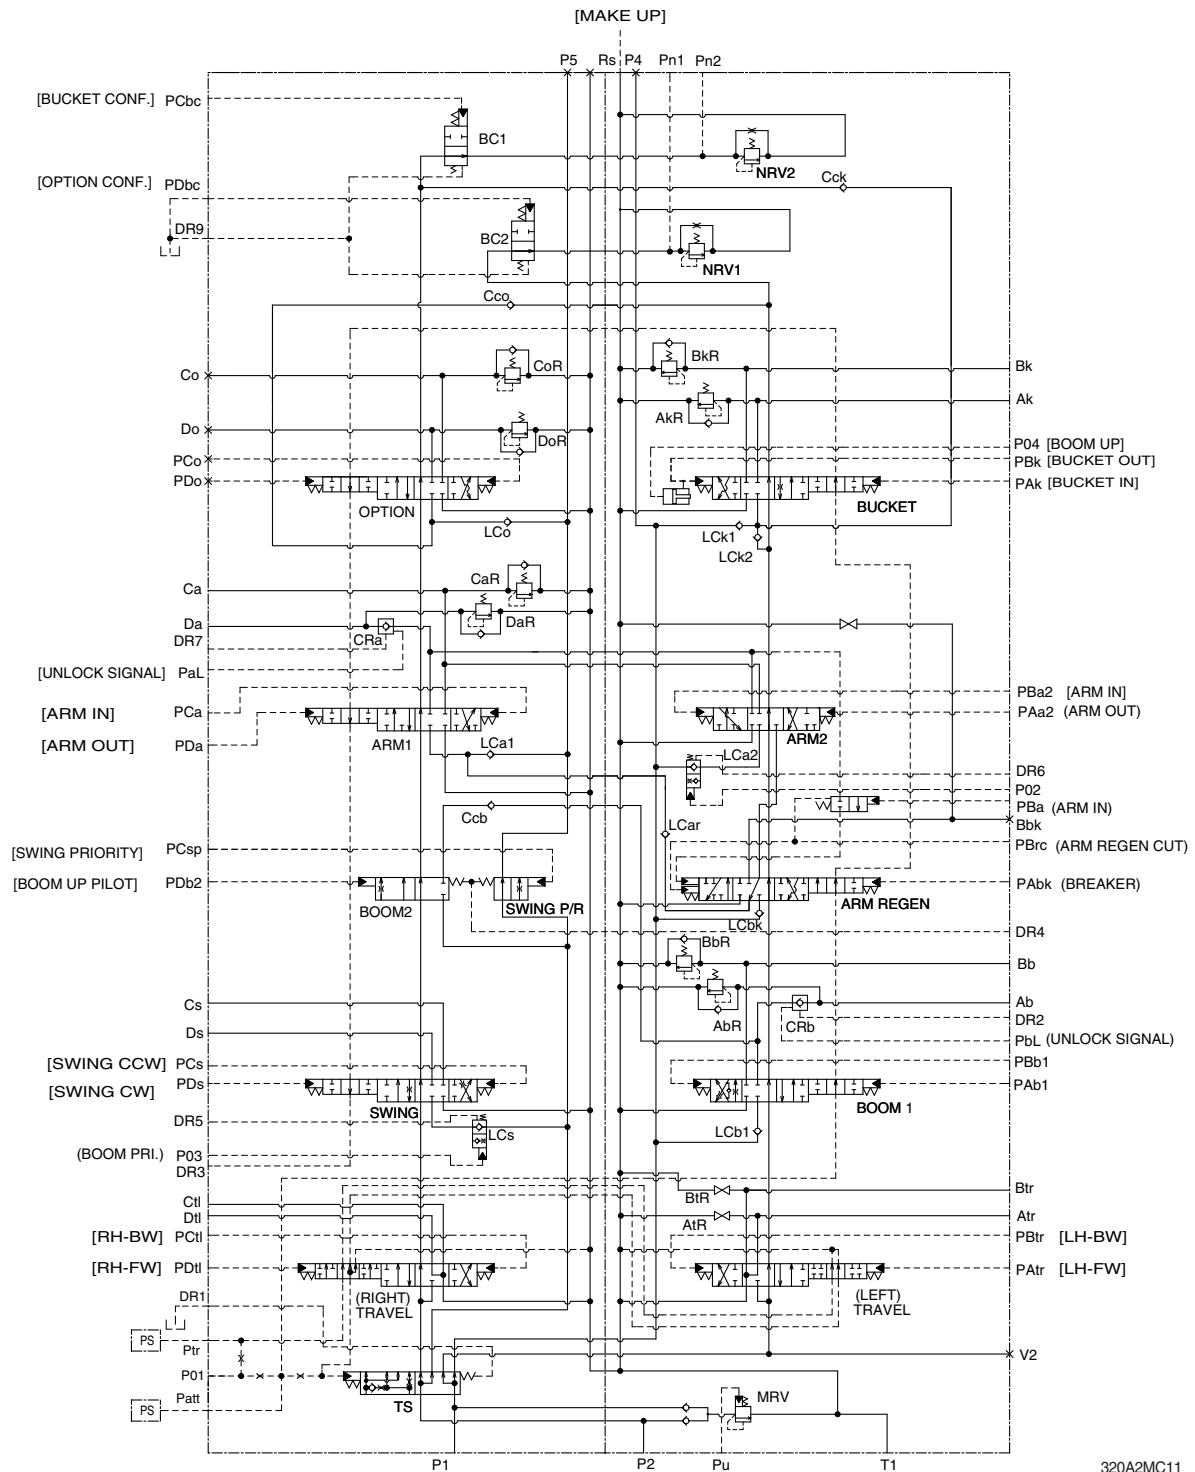 [MAKE UP]
P5 Rs P4 Pn1 Pn2
[BUCKET CONF.] PCbc
BC1
NRV2
Cck
[OPTION CONF.] PDbc
DR9
BC2
NRV1
Cco
CoR
BkR
Co
Bk
AkR
Ak
Do
DoR
PCo
P04 [BOOM UP]
PBk [BUCKET OUT]
PDo
PAk [BUCKET IN]
OPTION
BUCKET
LCo
LCk1
LCk2
CaR
Ca
DaR
Da
CRa
DR7
[UNLOCK SIGNAL] PaL
PBa2 [ARM IN]
[ARM IN] PCa
PAa2 (ARM OUT)
[ARM OUT] PDa
ARM1
LCa1
ARM2
LCa2
DR6
P02
PBa (ARM IN)
Ccb
Bbk
LCar
PBrc (ARM REGEN CUT)
[SWING PRIORITY] PCsp
[BOOM UP PILOT] PDb2
PAbk (BREAKER)
BOOM2
SWING P/R
ARM REGEN
LCbk
DR4
BbR
Bb
Cs
Ab
AbR
CRb
DR2
Ds
PbL (UNLOCK SIGNAL)
[SWING CCW] PCs
PBb1
[SWING CW] PDs
PAb1
SWING
BOOM 1
DR5
LCs
LCb1
(BOOM PRI.) P03
DR3
BtR
Btr
Ctl
Dtl
AtR
Atr
[RH-BW] PCtl
PBtr [LH-BW]
[RH-FW] PDtl
PAtr [LH-FW]
(RIGHT)
TRAVEL
(LEFT)
TRAVEL
DR1
PS
Ptr
V2
P01
Patt
PS
TS
MRV
P1 P2 Pu T1
320A2MC11